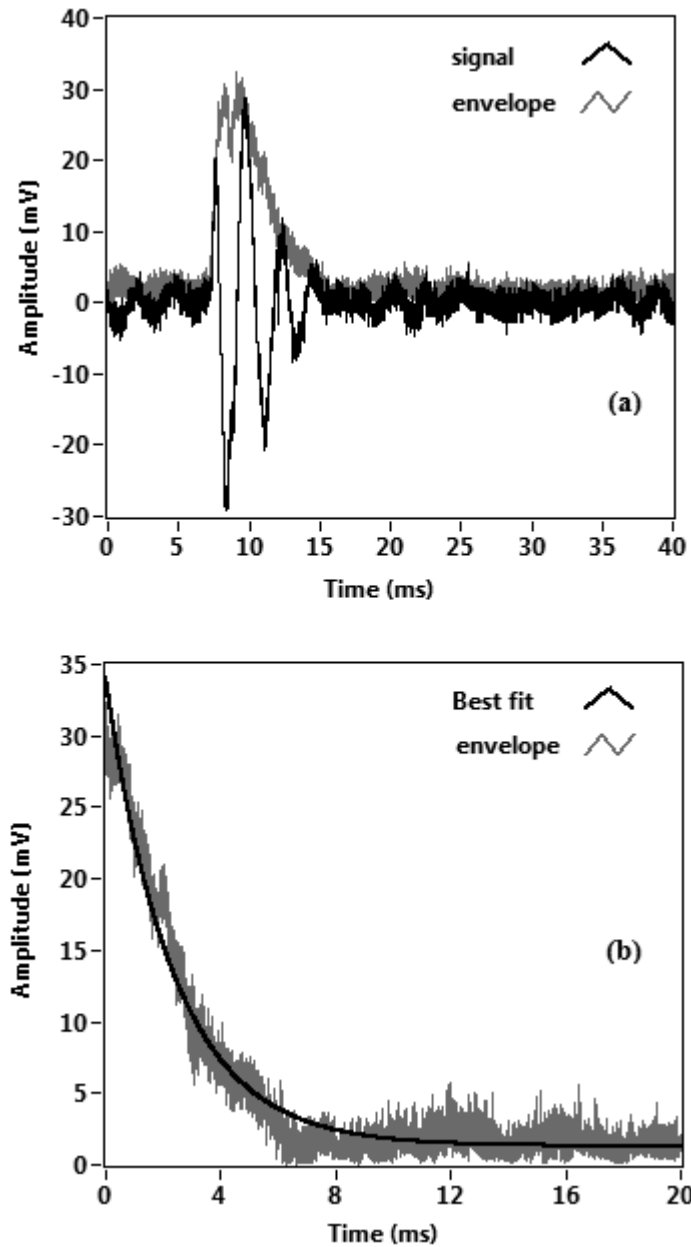 40
30
20
10
0
-10
-20
-30
Amplitude (mV)
signal
envelope
(a)
0 5 10 15 20 25 30 35 40
Time (ms)
35
30
25
20
15
10
5
0
Amplitude (mV)
Best fit
envelope
(b)
0 4 8 12 16 20
Time (ms)